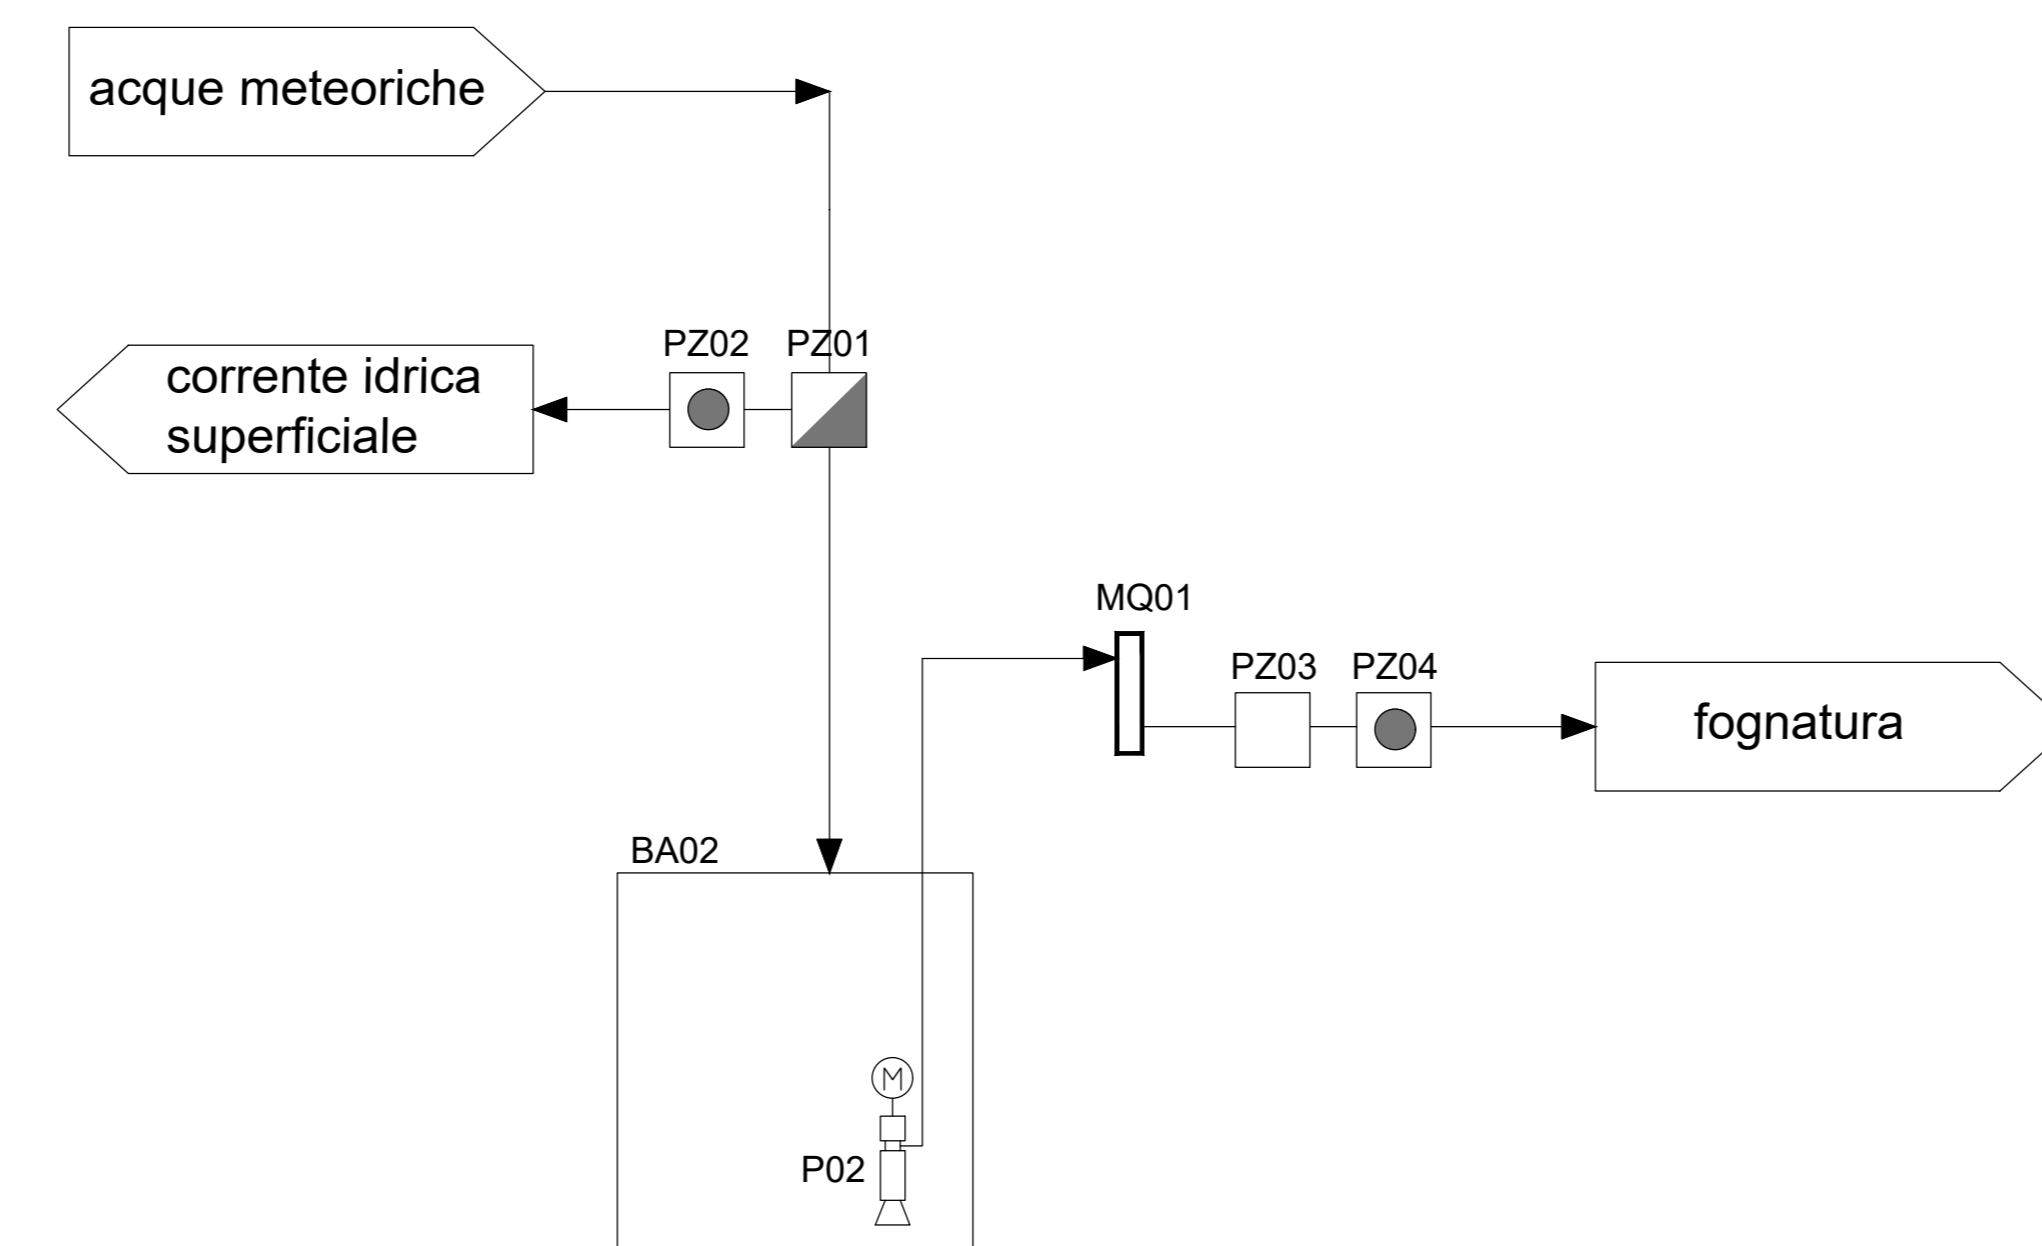 acque meteoriche
PZ02
PZ01
corrente idrica
superficiale
MQ01
PZ03
PZ04
fognatura
BA02
M
P02